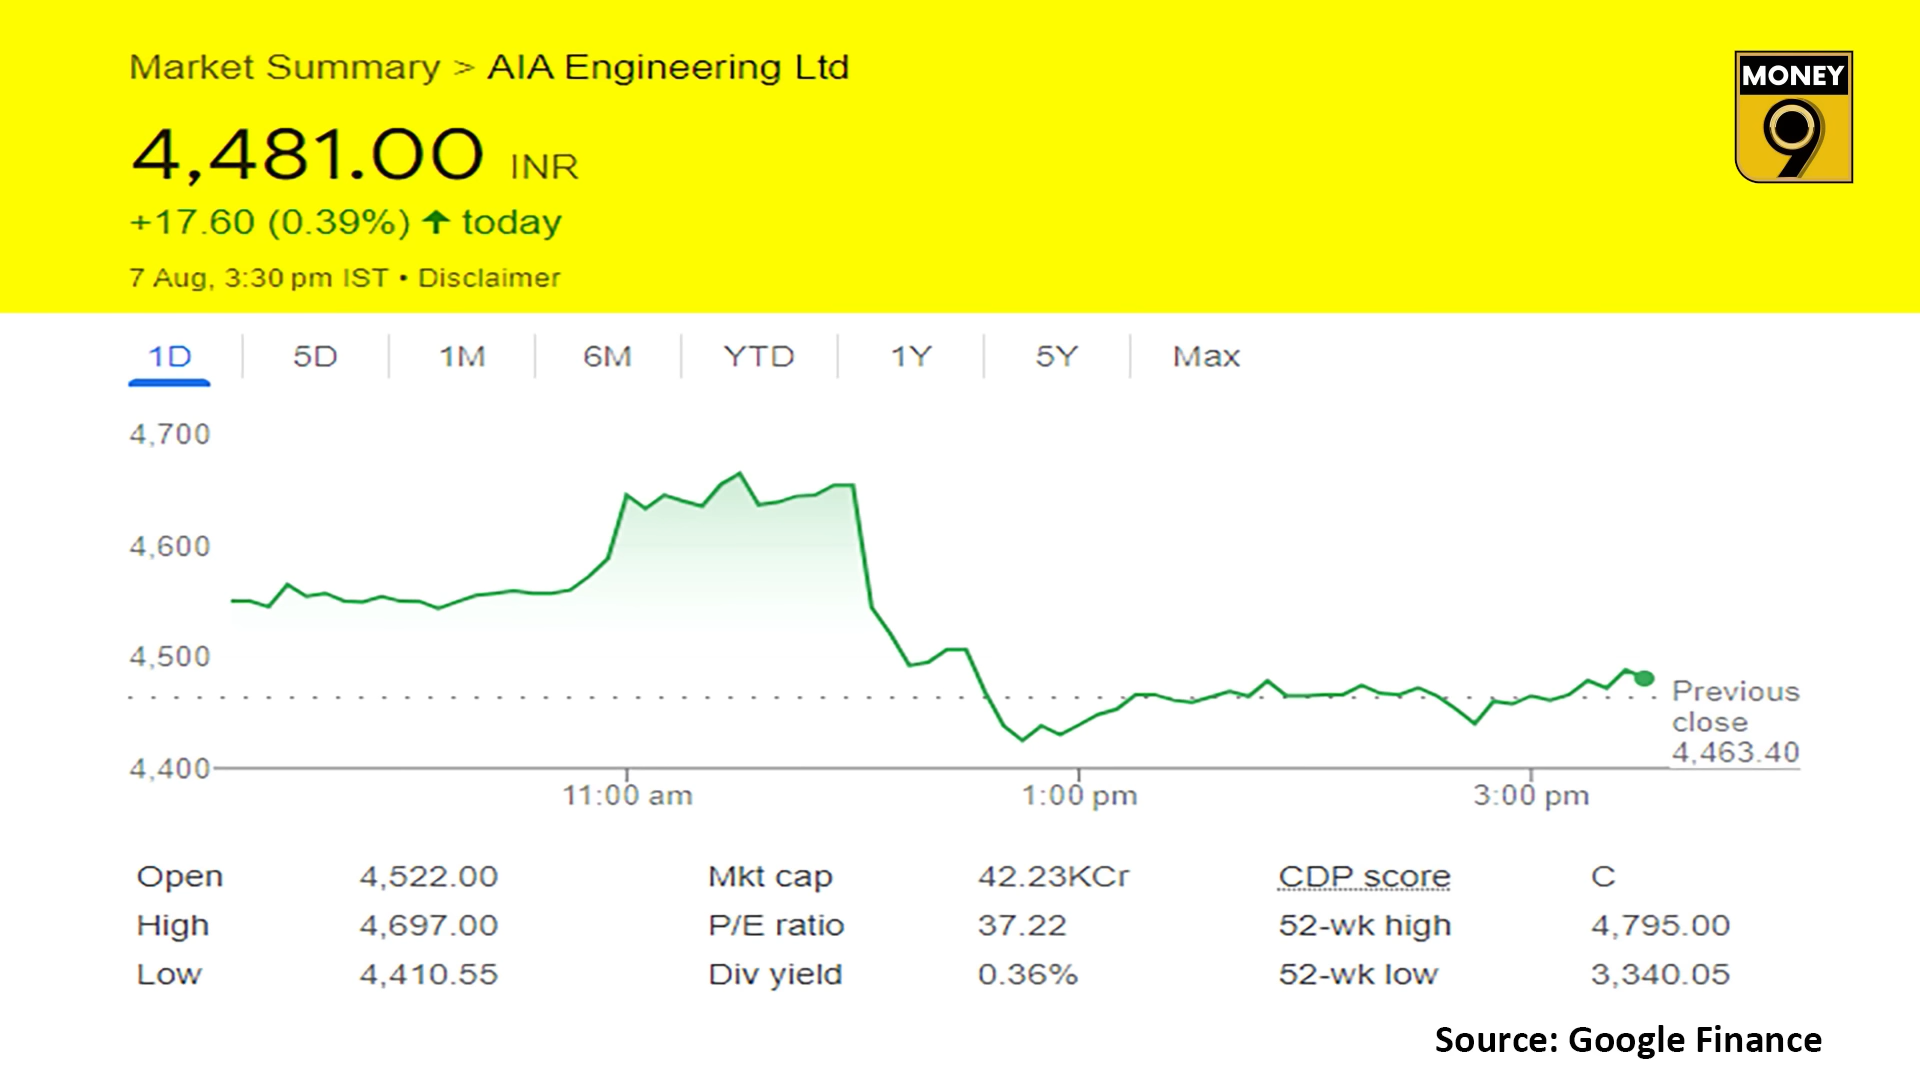 Market Summary > AIA Engineering Ltd
MONEY
9
4,481.00 INR
+17.60 (0.39%) ↑ today
7 Aug, 3:30 pm IST • Disclaimer
1D 5D 1M 6M YTD 1Y 5Y Max
4,700
4,600
4,500
4,400
Previous
close
4,463.40
11:00 am 1:00 pm 3:00 pm
Open 4,522.00 Mkt cap 42.23KCr CDP score C
High 4,697.00 P/E ratio 37.22 52-wk high 4,795.00
Low 4,410.55 Div yield 0.36% 52-wk low 3,340.05
Source: Google Finance